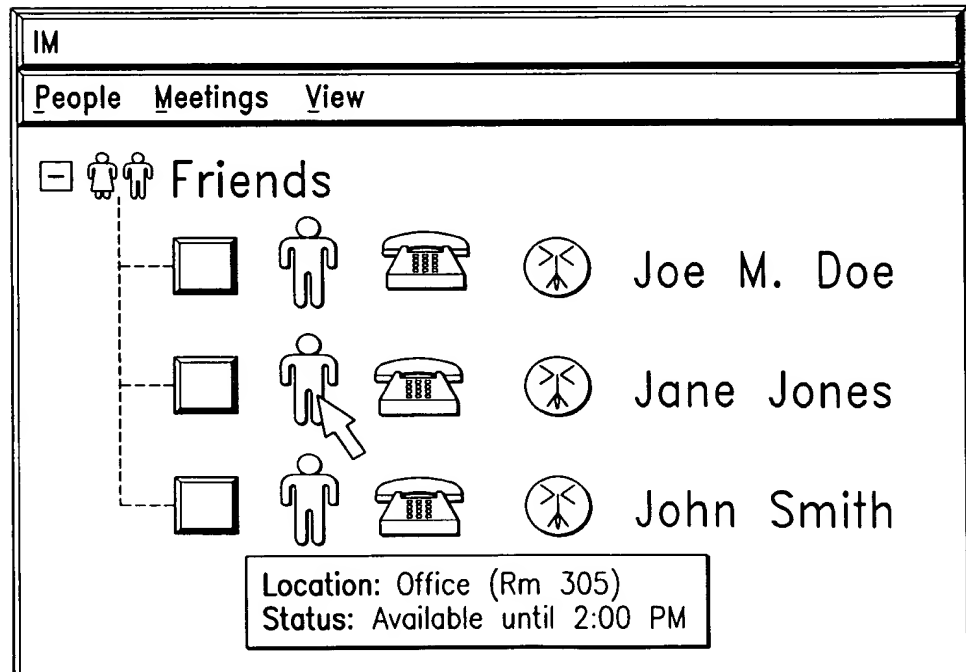 IM
People Meetings View
Friends
Joe M. Doe
Jane Jones
John Smith
Location: Office (Rm 305)
Status: Available until 2:00 PM